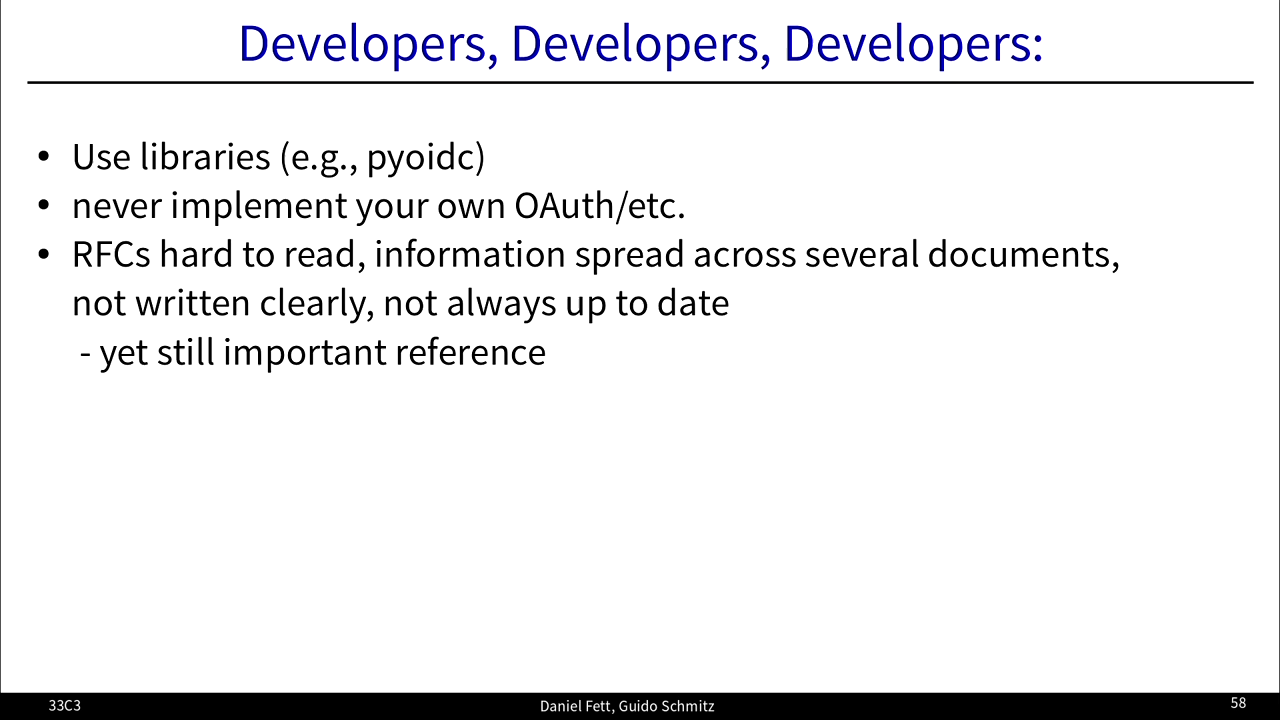 Developers, Developers, Developers:
• Use libraries (e.g., pyoidc)
• never implement your own OAuth/etc.
• RFCs hard to read, information spread across several documents,
not written clearly, not always up to date
- yet still important reference
33C3
Daniel Fett, Guido Schmitz
58